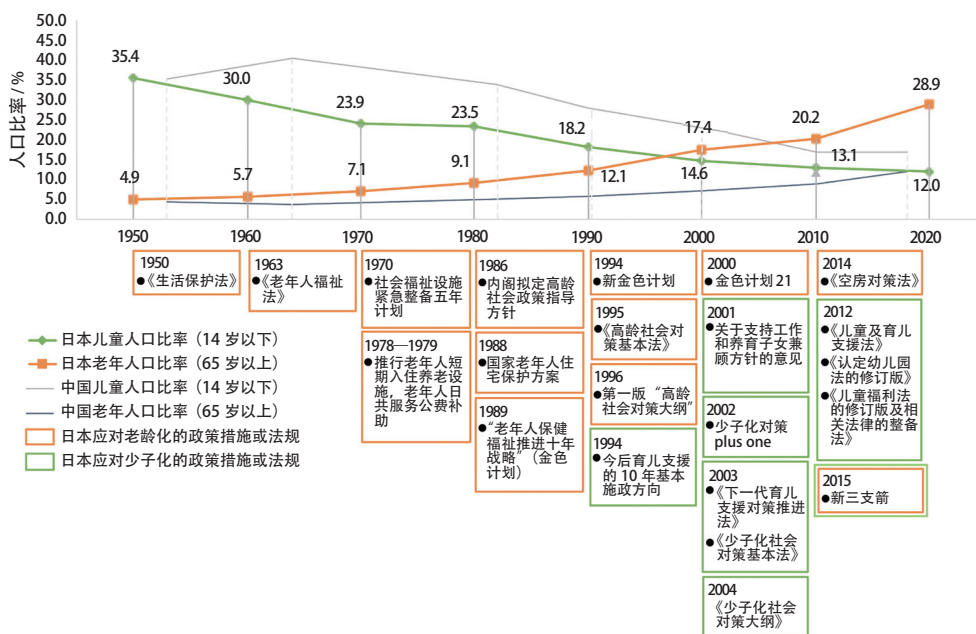 人口比率/%
50.0
45.0
40.0
35.0
30.0
25.0
20.0
15.0
10.0
5.0
0.0
35.4
30.0
23.9
23.5
18.2
17.4
20.2
28.9
4.9
5.7
7.1
9.1
12.1
14.6
13.1
12.0
1950
1960
1970
1980
1990
2000
2010
2020
日本儿童人口比率（14 岁以下）
日本老年人口比率（65 岁以上）
中国儿童人口比率（14 岁以下）
中国老年人口比率（65 岁以上）
日本应对老龄化的政策措施或法规
日本应对少子化的政策措施或法规
1950
●《生活保护法》
1963
●《老年人福祉
法》
1970
●社会福祉设施
紧急整备五年
计划
1978—1979
●推行老年人短
期入住养老设
施，老年人日
共服务公费补
助
1986
●内阁拟定高龄
社会政策指导
方针
1988
●国家老年人住
宅保护方案
1989
●“老年人保健
福祉推进十年
战略”（金色
计划）
1994
●新金色计划
1995
●《高龄社会对
策基本法》
1996
●第一版“高龄
社会对策大纲”
1994
●今后育儿支援
的 10 年基本
施政方向
2000
●金色计划 21
2001
●关于支持工作
和养育子女兼
顾方针的意见
2002
●少子化对策
plus one
2003
●《下一代育儿
支援对策推进
法》
●《少子化社会
对策基本法》
2004
●《少子化社会
对策大纲》
2014
●《空房对策法》
2012
●《儿童及育儿
支援法》
●《认定幼儿园
法的修订版》
●《儿童福利法
的修订版及相
关法律的整备
法》
2015
●新三支箭